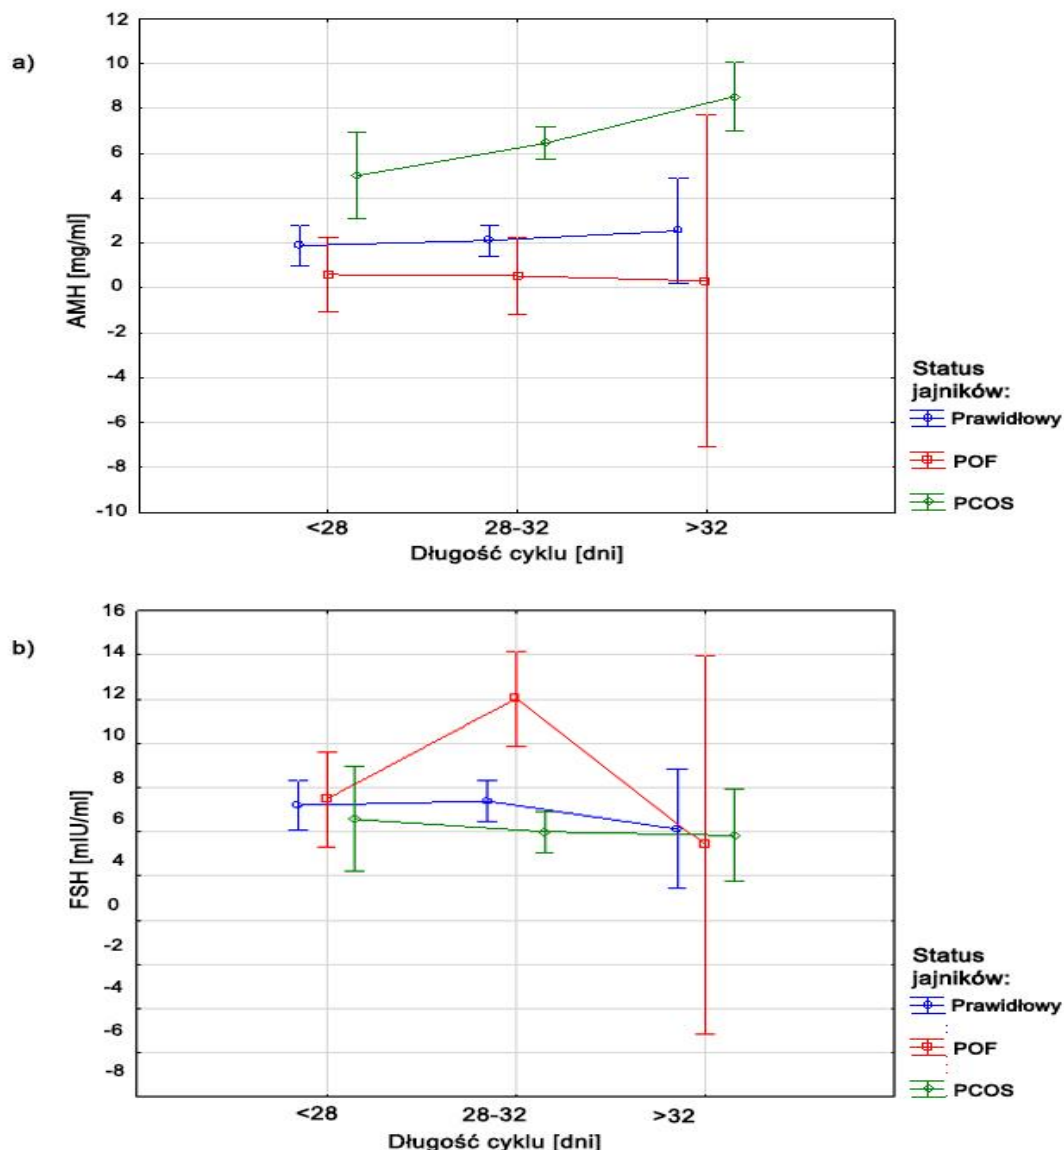 a)
12
10
8
6
4
2
0
-2
-4
-6
-8
-10
AMH [mg/ml]
<28 28-32 >32
Długość cyklu [dni]
Status
jajników:
Prawidłowy
POF
PCOS
b)
16
14
12
10
8
6
4
0
-2
-4
-6
-8
FSH [mIU/ml]
<28 28-32 >32
Długość cyklu [dni]
Status
jajników:
Prawidłowy
POF
PCOS